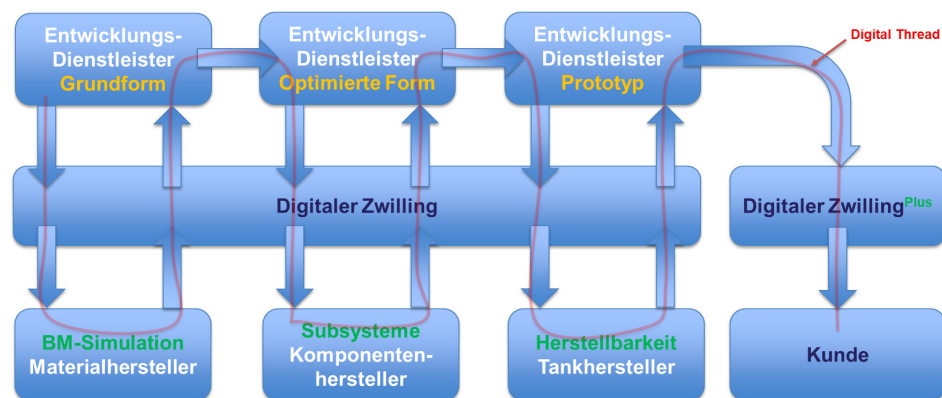 Entwicklungs-
Dienstleister
Grundform
Entwicklungs-
Dienstleister
Optimierte Form
Entwicklungs-
Dienstleister
Prototyp
Digital Thread
Digitaler Zwilling
Digitaler ZwillingPlus
BM-Simulation
Materialhersteller
Subsysteme
Komponenten-
hersteller
Herstellbarkeit
Tankhersteller
Kunde